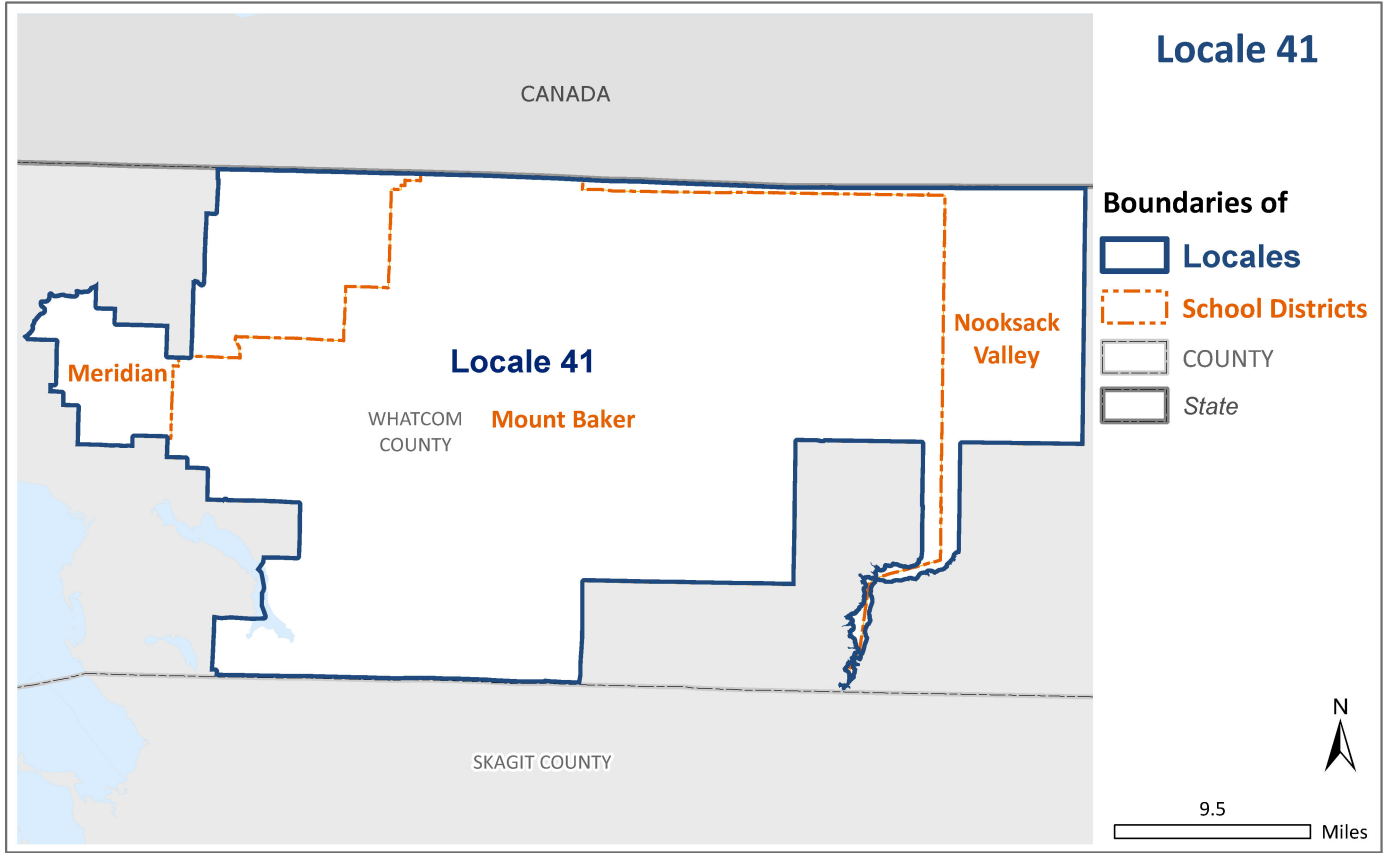 Locale 41
CANADA
Boundaries of
Locales
School Districts
COUNTY
State
Nooksack
Valley
Meridian
Locale 41
WHATCOM
COUNTY
Mount Baker
SKAGIT COUNTY
N
9.5
Miles